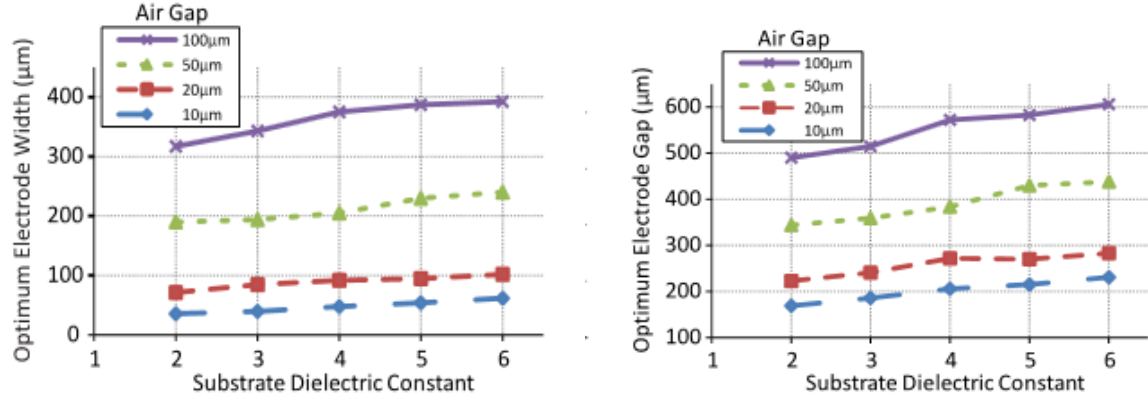 Air Gap
100µm
50µm
20µm
10µm
Optimum Electrode Width (µm)
400
300
200
100
0
1 2 3 4 5 6
Substrate Dielectric Constant
Air Gap
100µm
50µm
20µm
10µm
Optimum Electrode Gap (µm)
600
500
400
300
200
100
1 2 3 4 5 6
Substrate Dielectric Constant